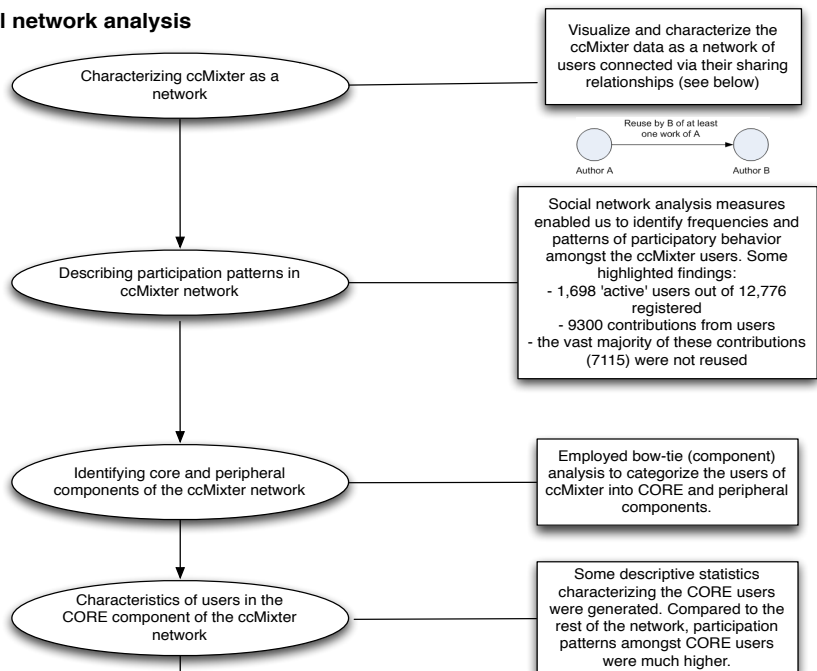 l network analysis
Characterizing ccMixter as a
network
Visualize and characterize the
ccMixter data as a network of
users connected via their sharing
relationships (see below)
Reuse by B of at least
one work of A
Author A
Author B
Describing participation patterns in
ccMixter network
Social network analysis measures
enabled us to identify frequencies and
patterns of participatory behavior
amongst the ccMixter users. Some
highlighted findings:
- 1,698 'active' users out of 12,776
registered
- 9300 contributions from users
- the vast majority of these contributions
(7115) were not reused
Identifying core and peripheral
components of the ccMixter network
Employed bow-tie (component)
analysis to categorize the users of
ccMixter into CORE and peripheral
components.
Characteristics of users in the
CORE component of the ccMixter
network
Some descriptive statistics
characterizing the CORE users
were generated. Compared to the
rest of the network, participation
patterns amongst CORE users
were much higher.